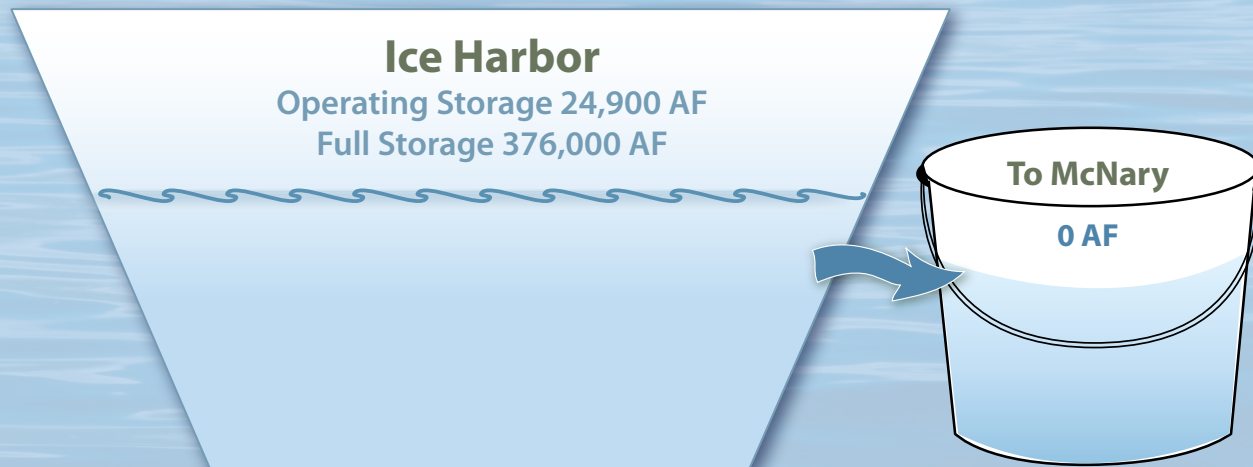 Ice Harbor
Operating Storage 24,900 AF
Full Storage 376,000 AF
To McNary
0 AF